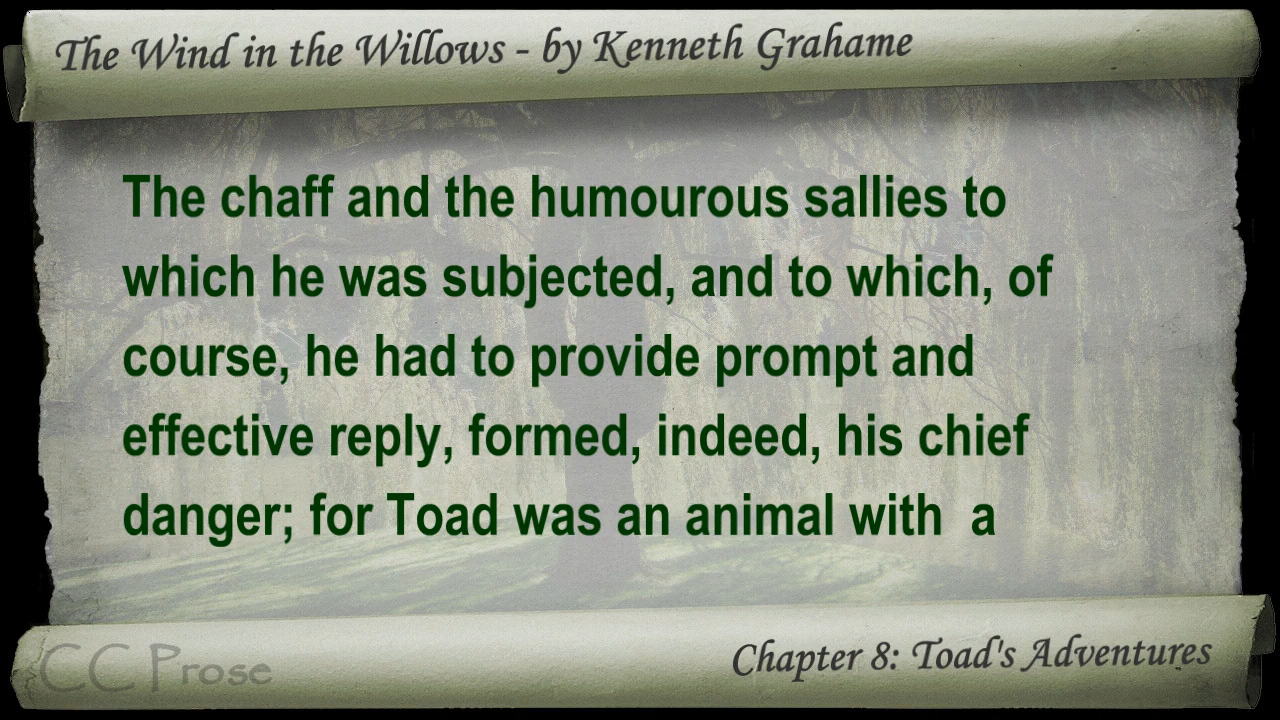 The Wind in the Willows - by Kenneth Grahame
The chaff and the humourous sallies to
which he was subjected, and to which, of
course, he had to provide prompt and
effective reply, formed, indeed, his chief
danger; for Toad was an animal with  a
CC Prose
Chapter 8: Toad's Adventures